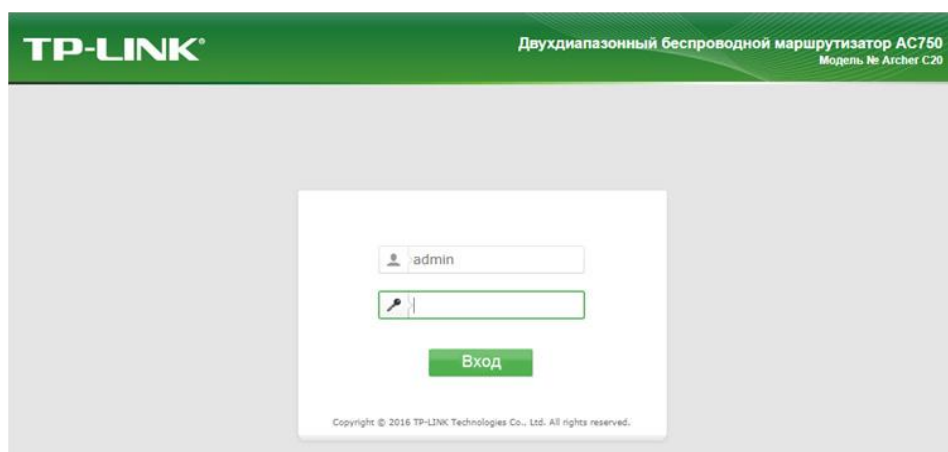 TP-LINK®
Двухдиапазонный беспроводной маршрутизатор AC750
Модель № Archer C20
admin
Вход
Copyright © 2016 TP-LINK Technologies Co., Ltd. All rights reserved.